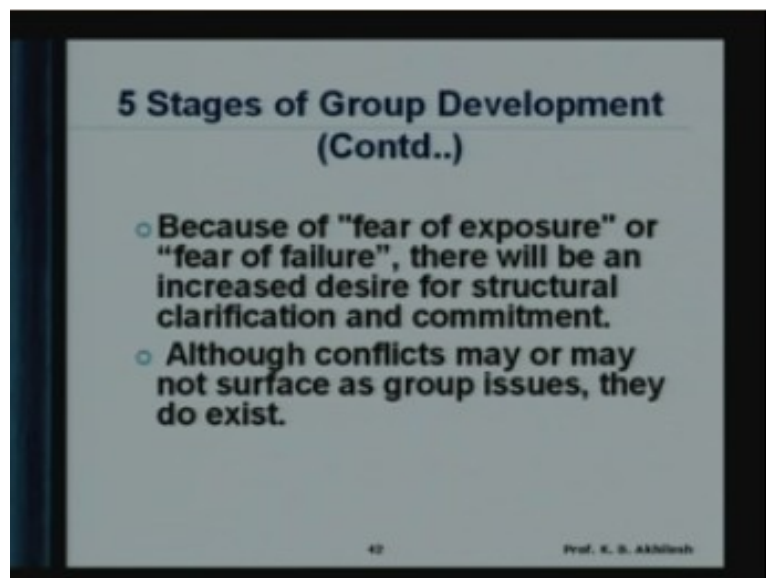 5 Stages of Group Development
(Contd..)
Because of "fear of exposure" or
“fear of failure”, there will be an
increased desire for structural
clarification and commitment.
Although conflicts may or may
not surface as group issues, they
do exist.
42 Prof. K. B. Akhilesh